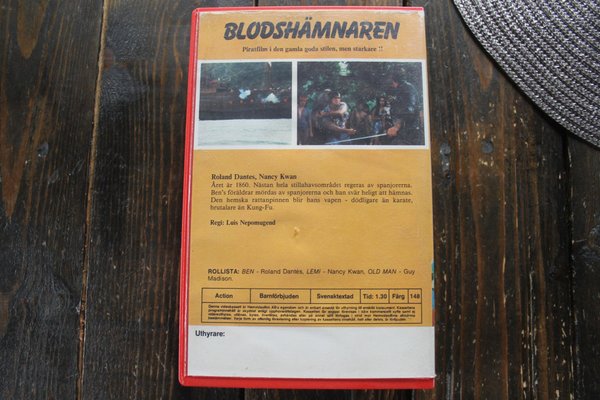 BLODSHÄMNAREN
Piratfilm i den gamla goda stilen, men starkare !!
Roland Dantes, Nancy Kwan
Året är 1860. Nästan hela stillahavsområdet regeras av spanjorerna.
Ben's föräldrar mördas av spanjorerna och han svär heligt att hämnas.
Den hemska rattanpinnen blir hans vapen - dödligare än karate,
brutalare än Kung-Fu.
Regi: Luis Nepomugend
ROLLISTA: BEN - Roland Dantes, LEMI - Nancy Kwan, OLD MAN - Guy
Madison.
Action Barnförbjuden Svensktextad Tid: 1.30 Färg 148
Uthyrare: